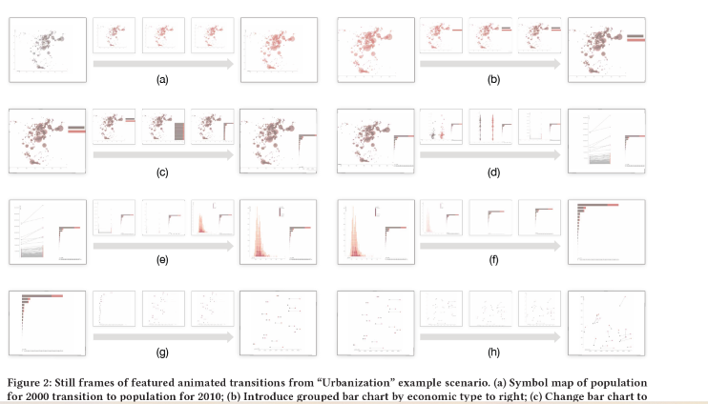 (a)
(b)
(c)
(d)
(e)
(f)
(g)
(h)
Figure 2: Still frames of featured animated transitions from “Urbanization” example scenario. (a) Symbol map of population
for 2000 transition to population for 2010; (b) Introduce grouped bar chart by economic type to right; (c) Change bar chart to